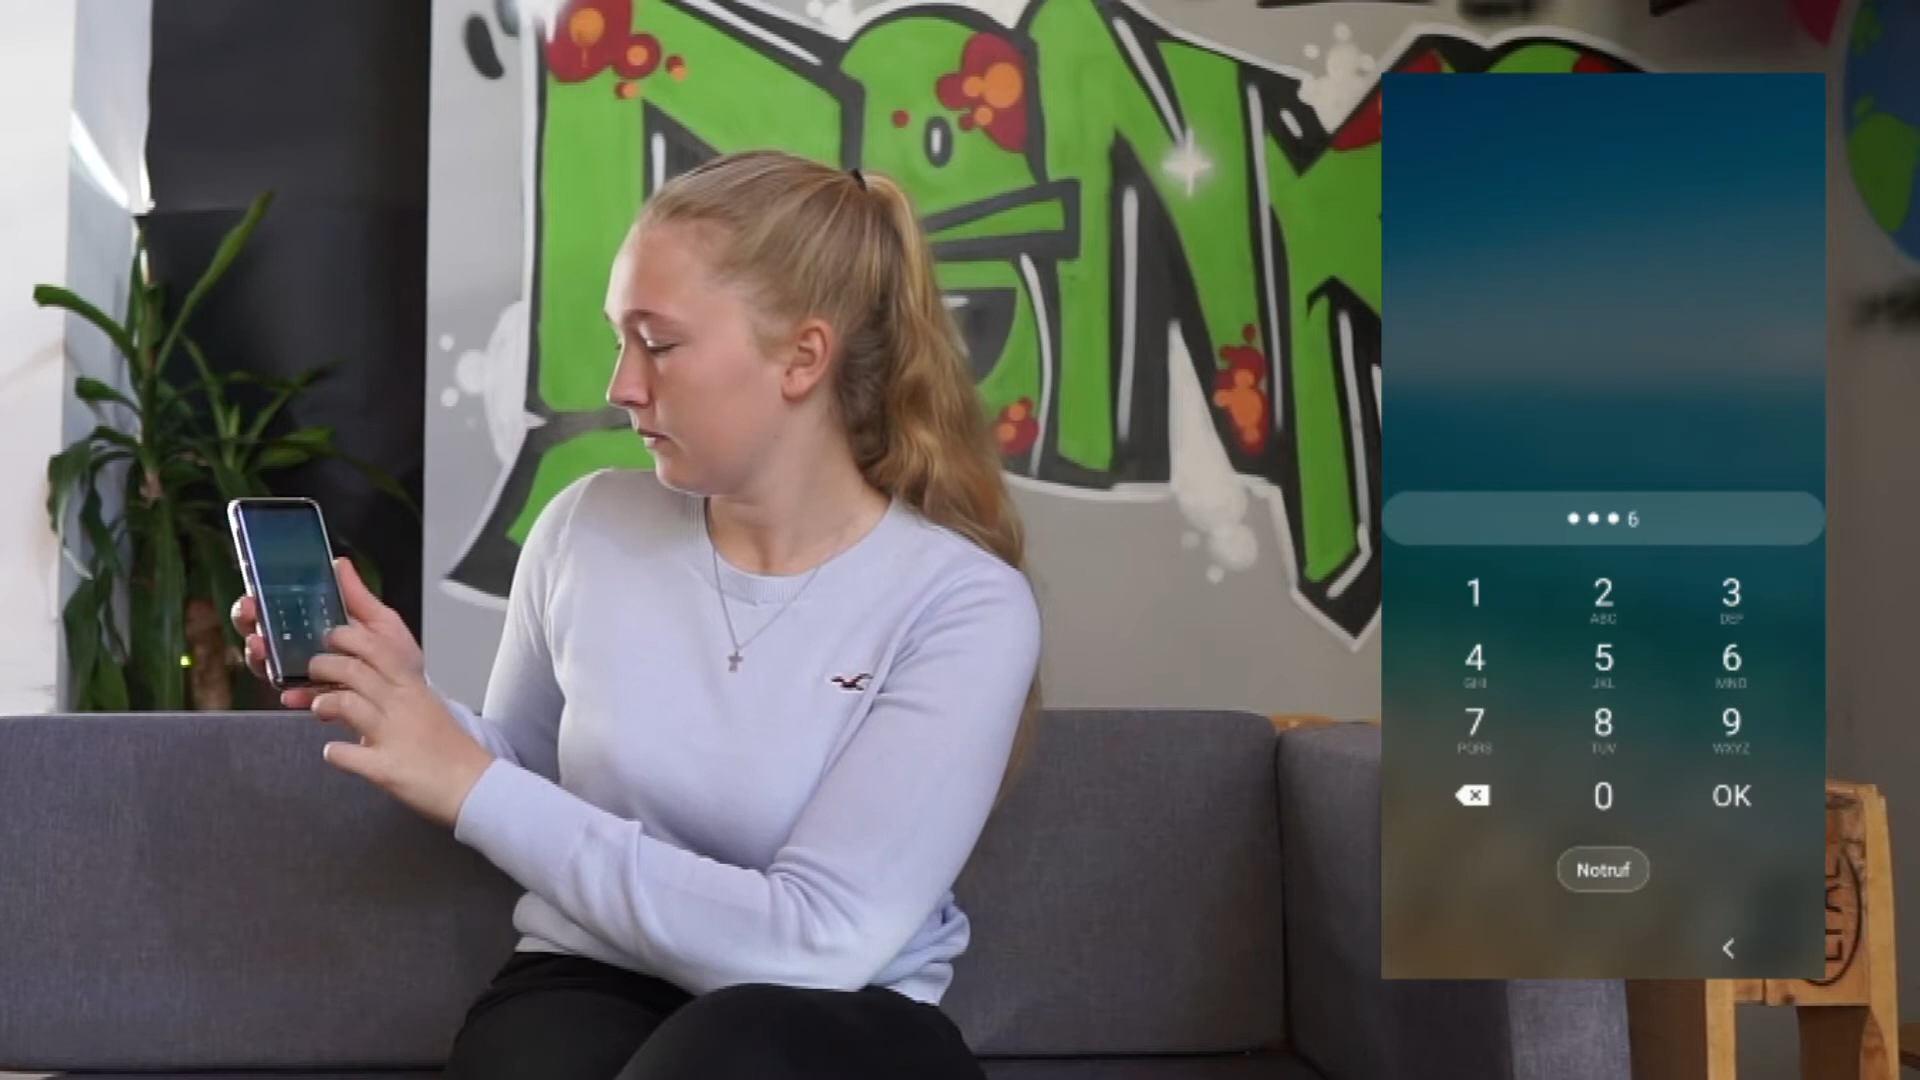 DENK
•••6
1 2 3
ABC DEF
4 5 6
GHI JKL MNO
7 8 9
PQRS TUV WXYZ
0 OK
Notruf